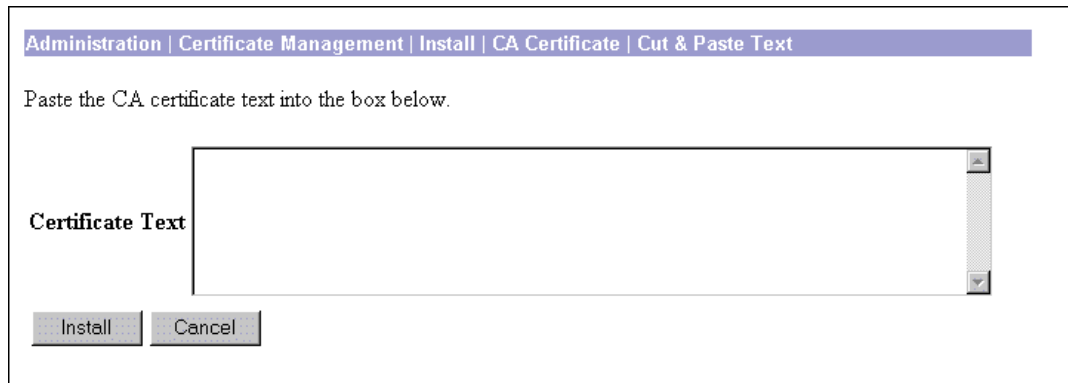 Administration | Certificate Management | Install | CA Certificate | Cut & Paste Text
Paste the CA certificate text into the box below.
Certificate Text
Install Cancel